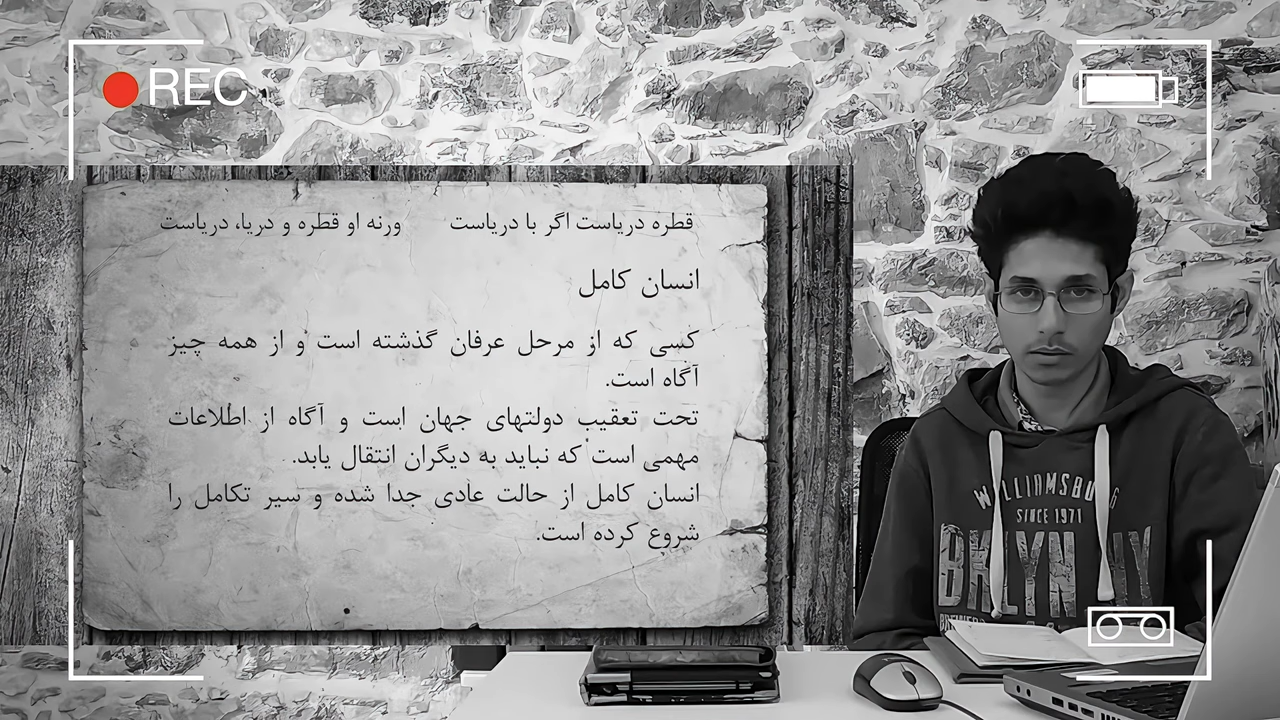 REC
قطره دریاست اگر با دریاست ورنه او قطره و دریا، دریاست
انسان کامل
کسی که از مرحل عرفان گذشته است و از همه چیز
آگاه است.
تحت تعقیب دولتهای جهان است و آگاه از اطلاعات
مهمی است که نباید به دیگران انتقال یابد.
انسان کامل از حالت عادی جدا شده و سیر تکامل را
شروع کرده است.
WILLIAMSBURG
SINCE 1971
BKLYN NY